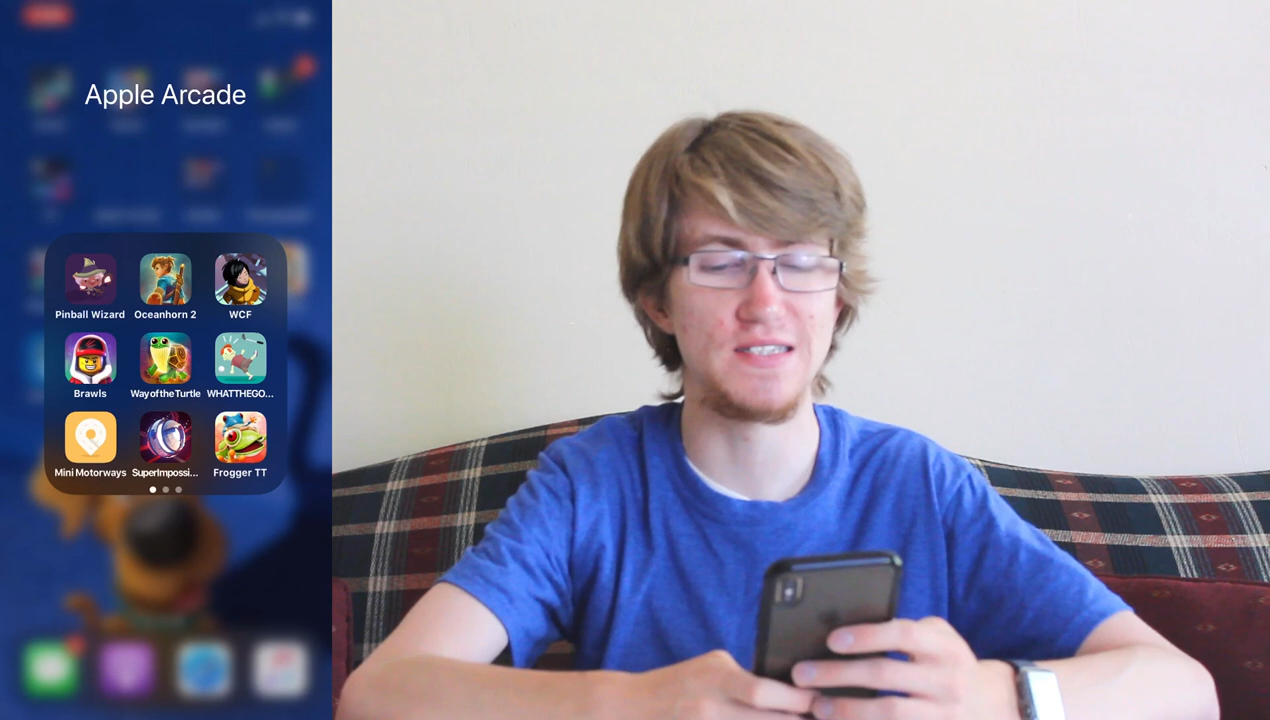 Apple Arcade
Pinball Wizard Oceanhorn 2 WCF
Brawls WayoftheTurtle WHATTHEGO...
Mini Motorways SuperImpossi... Frogger TT